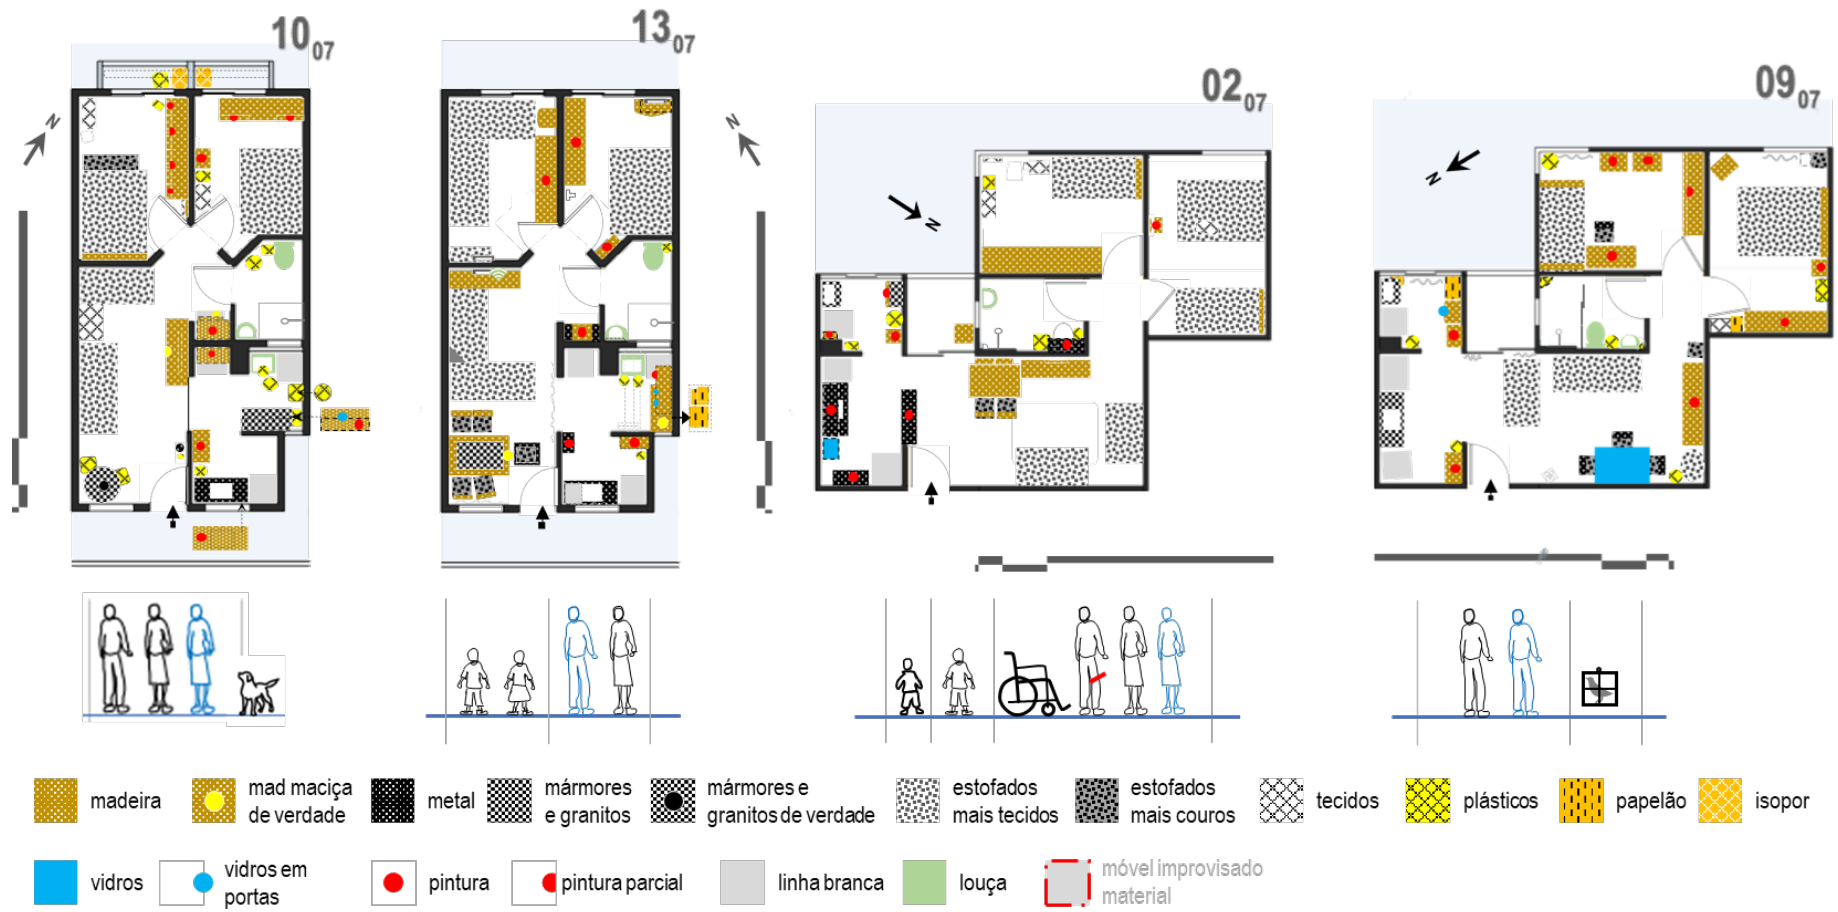 10 07
13 07
02 07
09 07
N
N
N
N
madeira
mad maciça
de verdade
metal
mármores
e granitos
mármores e
granitos de verdade
estofados
mais tecidos
estofados
mais couros
tecidos
plásticos
papelão
isopor
vidros
vidros em
portas
pintura
pintura parcial
linha branca
louça
móvel improvisado
material